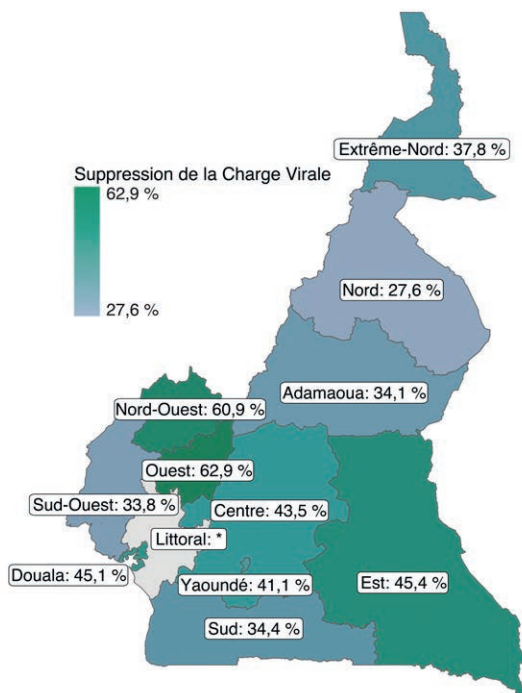 Extrême-Nord: 37,8 %
Suppression de la Charge Virale
62,9 %
27,6 %
Nord: 27,6 %
Adamaoua: 34,1 %
Nord-Ouest: 60,9 %
Ouest: 62,9 %
Sud-Ouest: 33,8 %
Centre: 43,5 %
Littoral: *
Douala: 45,1 %
Yaoundé: 41,1 %
Est: 45,4 %
Sud: 34,4 %